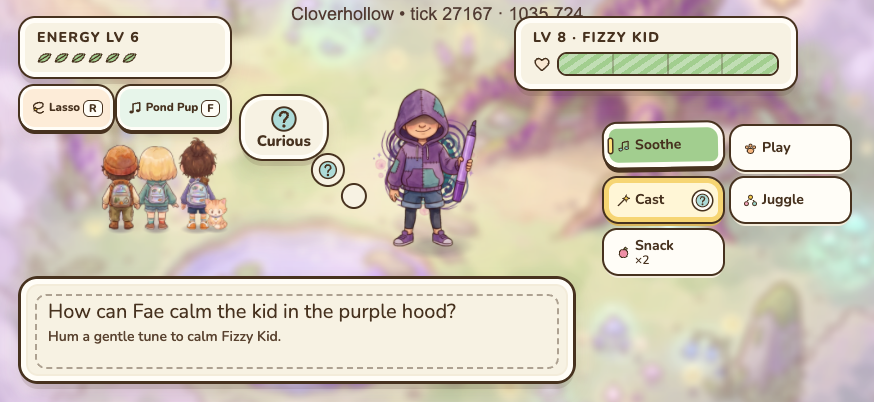 Cloverhollow • tick 27167 · 1035,724
ENERGY LV 6
LV 8 · FIZZY KID
Lasso R
Pond Pup F
? Curious
?
Soothe
Play
Cast ?
Juggle
Snack
×2
How can Fae calm the kid in the purple hood?
Hum a gentle tune to calm Fizzy Kid.